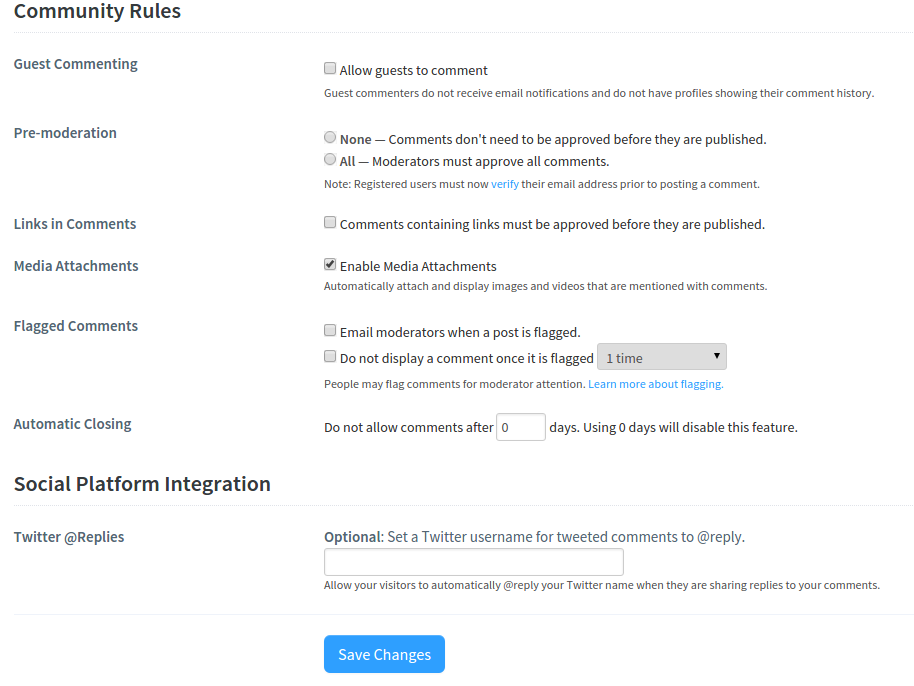 Community Rules
Guest Commenting
Allow guests to comment
Guest commenters do not receive email notifications and do not have profiles showing their comment history.
Pre-moderation
None — Comments don't need to be approved before they are published.
All — Moderators must approve all comments.
Note: Registered users must now verify their email address prior to posting a comment.
Links in Comments
Comments containing links must be approved before they are published.
Media Attachments
Enable Media Attachments
Automatically attach and display images and videos that are mentioned with comments.
Flagged Comments
Email moderators when a post is flagged.
Do not display a comment once it is flagged 1 time
People may flag comments for moderator attention. Learn more about flagging.
Automatic Closing
Do not allow comments after 0 days. Using 0 days will disable this feature.
Social Platform Integration
Twitter @Replies
Optional: Set a Twitter username for tweeted comments to @reply.
Allow your visitors to automatically @reply your Twitter name when they are sharing replies to your comments.
Save Changes